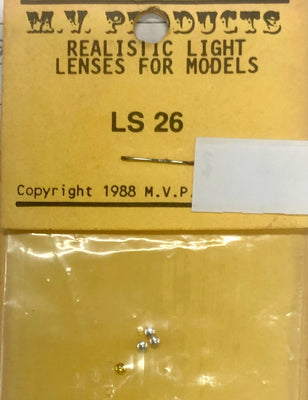 M.V. PRODUCTS
REALISTIC LIGHT
LENSES FOR MODELS
LS 26
Copyright 1988 M.V.P.